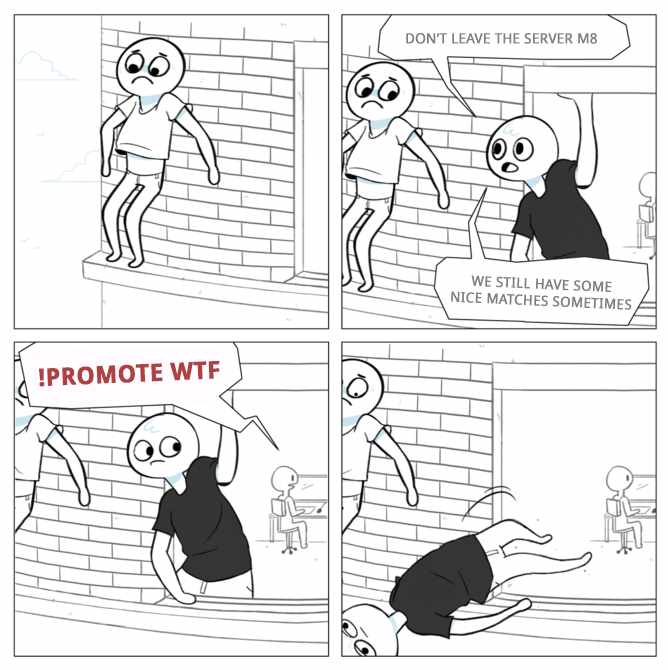 DON'T LEAVE THE SERVER M8
WE STILL HAVE SOME
NICE MATCHES SOMETIMES
!PROMOTE WTF